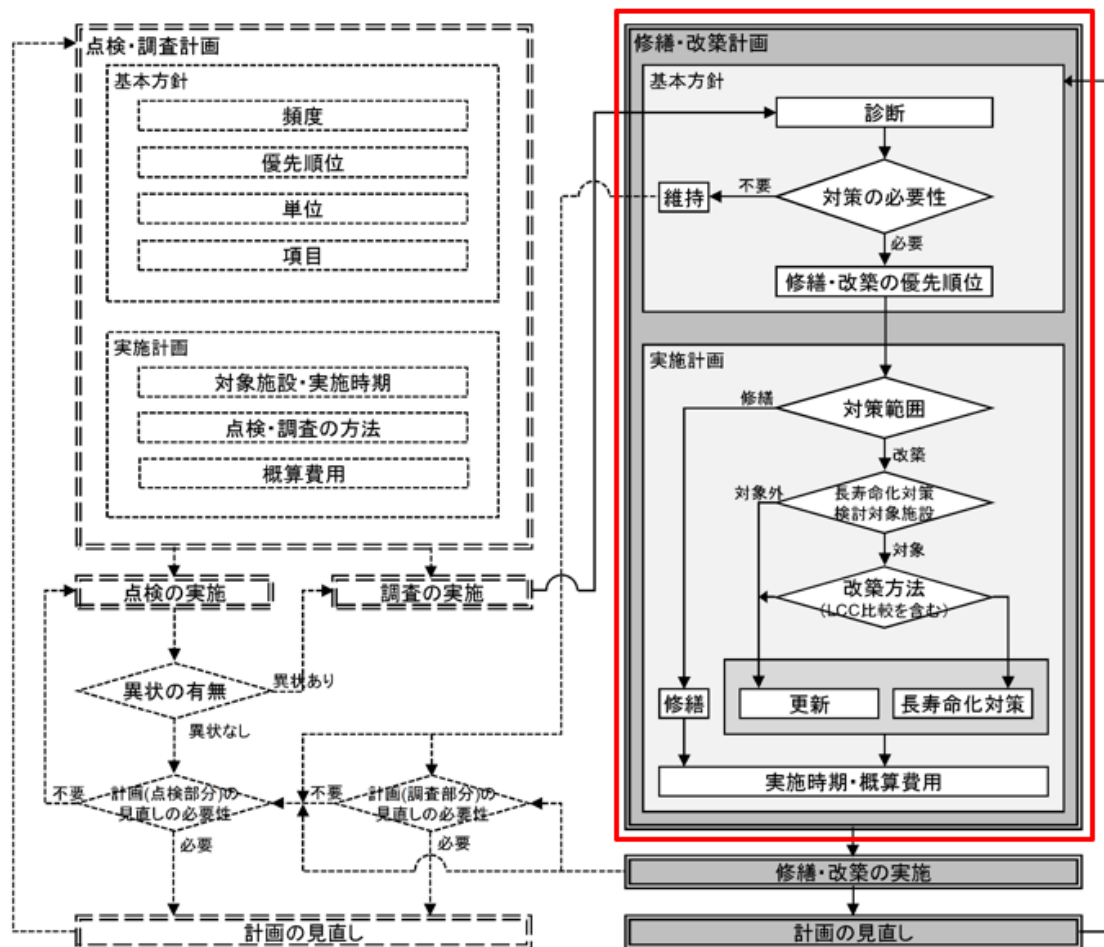 点検・調査計画
基本方針
頻度
優先順位
単位
項目
実施計画
対象施設・実施時期
点検・調査の方法
概算費用
点検の実施
調査の実施
異状の有無
異状あり
異状なし
不要
計画(点検部分)の
見直しの必要性
必要
不要
計画(調査部分)の
見直しの必要性
必要
計画の見直し
修繕・改築計画
基本方針
診断
対策の必要性
不要
維持
必要
修繕・改築の優先順位
実施計画
対策範囲
修繕
改築
長寿命化対策
検討対象施設
対象外
対象
改築方法
(LCC比較を含む)
修繕
更新
長寿命化対策
実施時期・概算費用
修繕・改築の実施
計画の見直し